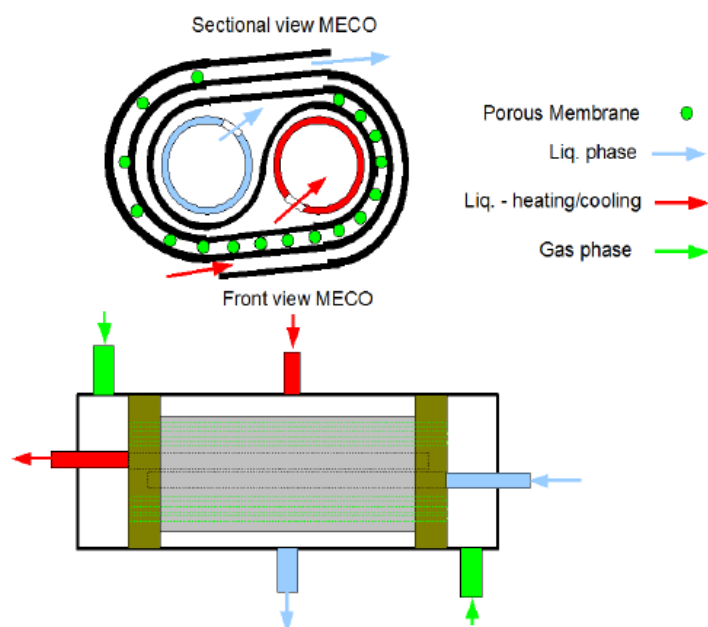 Sectional view MECO
Porous Membrane
Liq. phase
Liq. - heating/cooling
Gas phase
Front view MECO